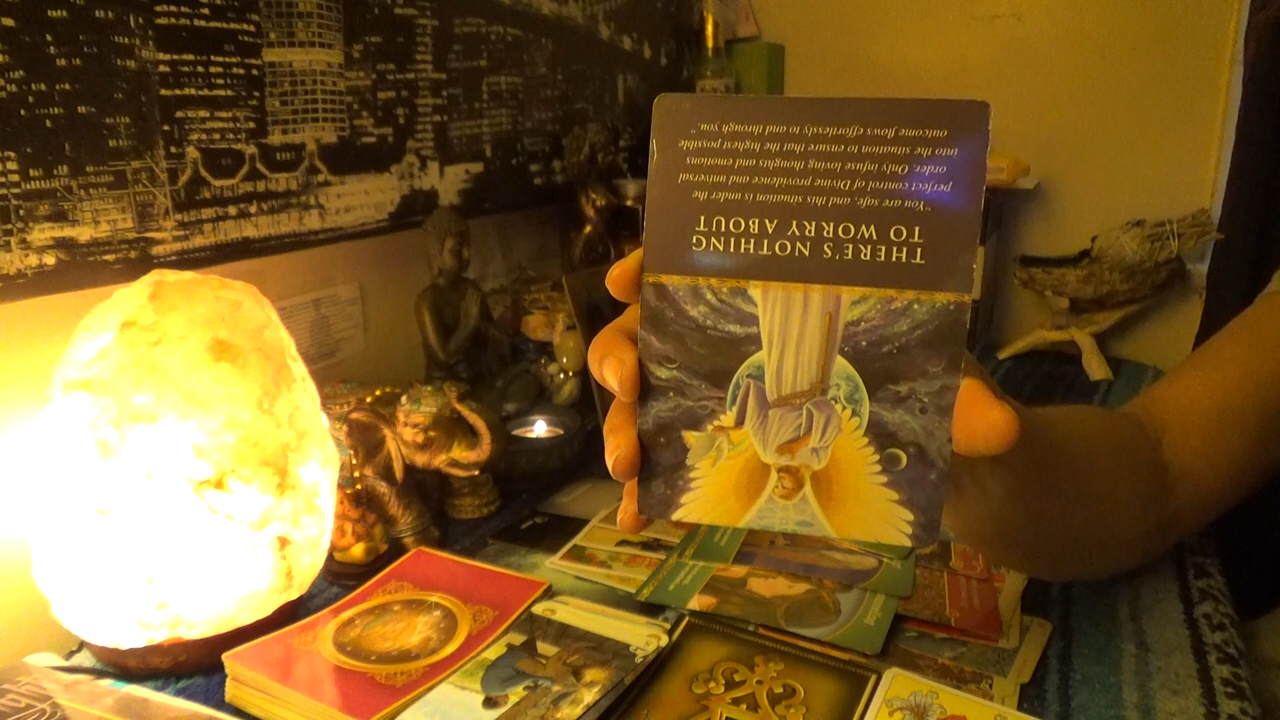 THERE'S NOTHING
TO WORRY ABOUT
"You are safe, and this situation is under the
perfect control of Divine providence and universal
order. Only infuse loving thoughts and emotions
into the situation to ensure that the highest possible
outcome flows effortlessly to and through you."